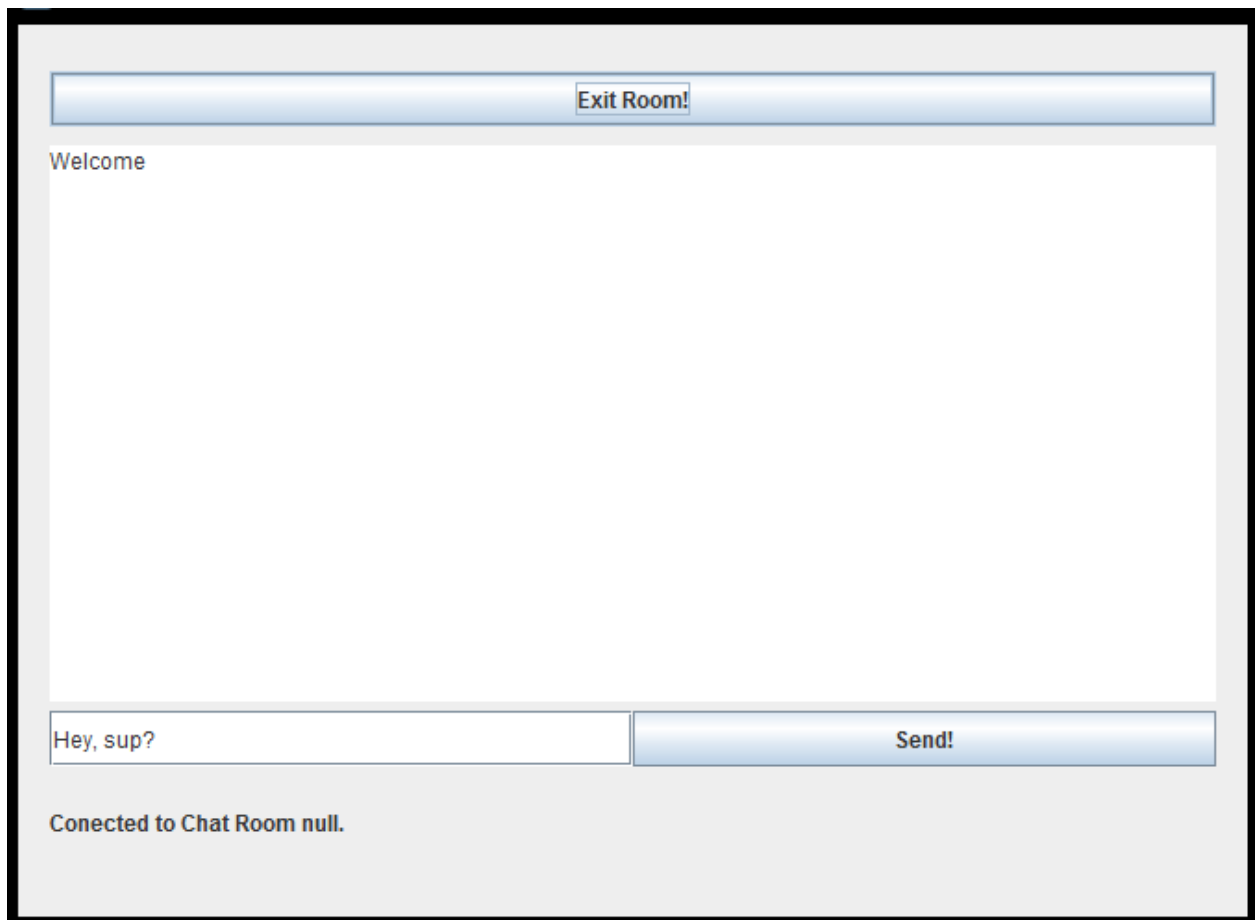 Exit Room!
Welcome
Hey, sup?
Send!
Conected to Chat Room null.